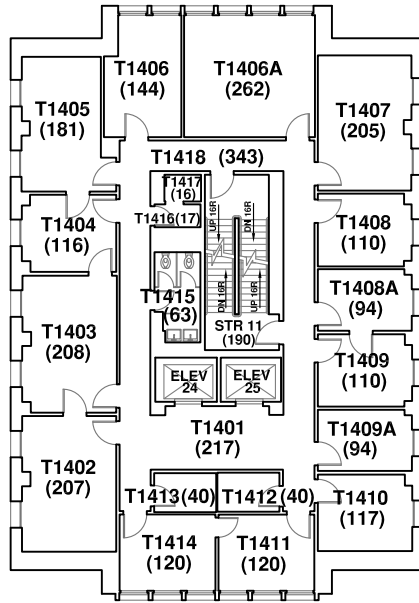 T1406
(144)
T1406A
(262)
T1405
(181)
T1407
(205)
T1418 (343)
T1417
(16)
T1416(17)
UP 16R
DN 16R
T1404
(116)
T1408
(110)
T1415
(63)
DN 16R
UP 16R
T1408A
(94)
T1403
(208)
STR 11
(190)
T1409
(110)
ELEV
24
ELEV
25
T1401
(217)
T1409A
(94)
T1402
(207)
T1413(40)
T1412(40)
T1410
(117)
T1414
(120)
T1411
(120)